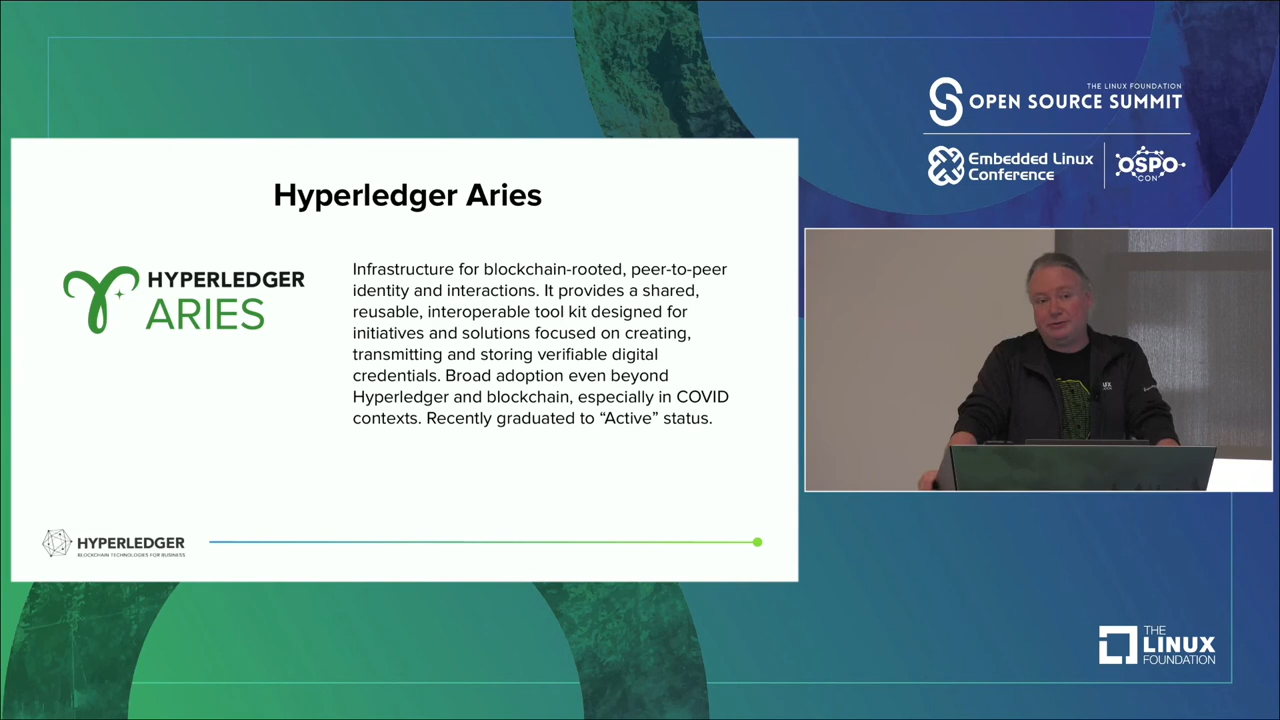 THE LINUX FOUNDATION
OPEN SOURCE SUMMIT
Embedded Linux
Conference
OSPO
CON
Hyperledger Aries
HYPERLEDGER
ARIES
Infrastructure for blockchain-rooted, peer-to-peer
identity and interactions. It provides a shared,
reusable, interoperable tool kit designed for
initiatives and solutions focused on creating,
transmitting and storing verifiable digital
credentials. Broad adoption even beyond
Hyperledger and blockchain, especially in COVID
contexts. Recently graduated to “Active” status.
HYPERLEDGER
BLOCKCHAIN TECHNOLOGIES FOR BUSINESS
THE
LINUX
FOUNDATION